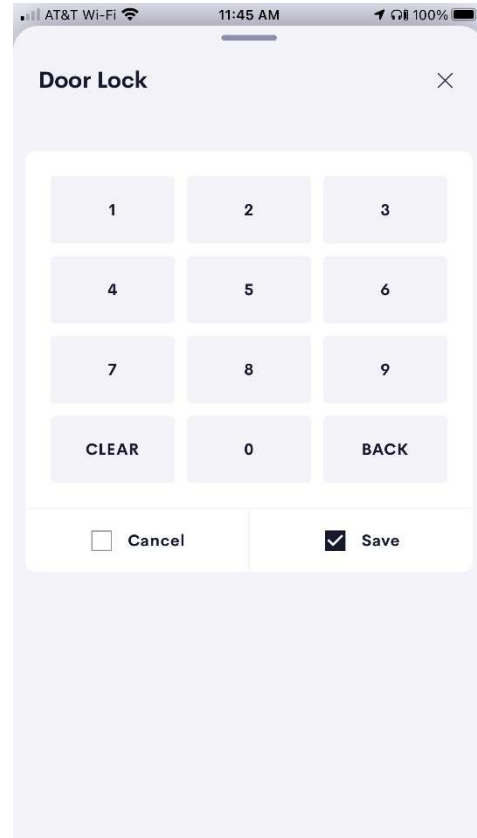 AT&T Wi-Fi 11:45 AM 100%
Door Lock
1 2 3
4 5 6
7 8 9
CLEAR 0 BACK
Cancel Save